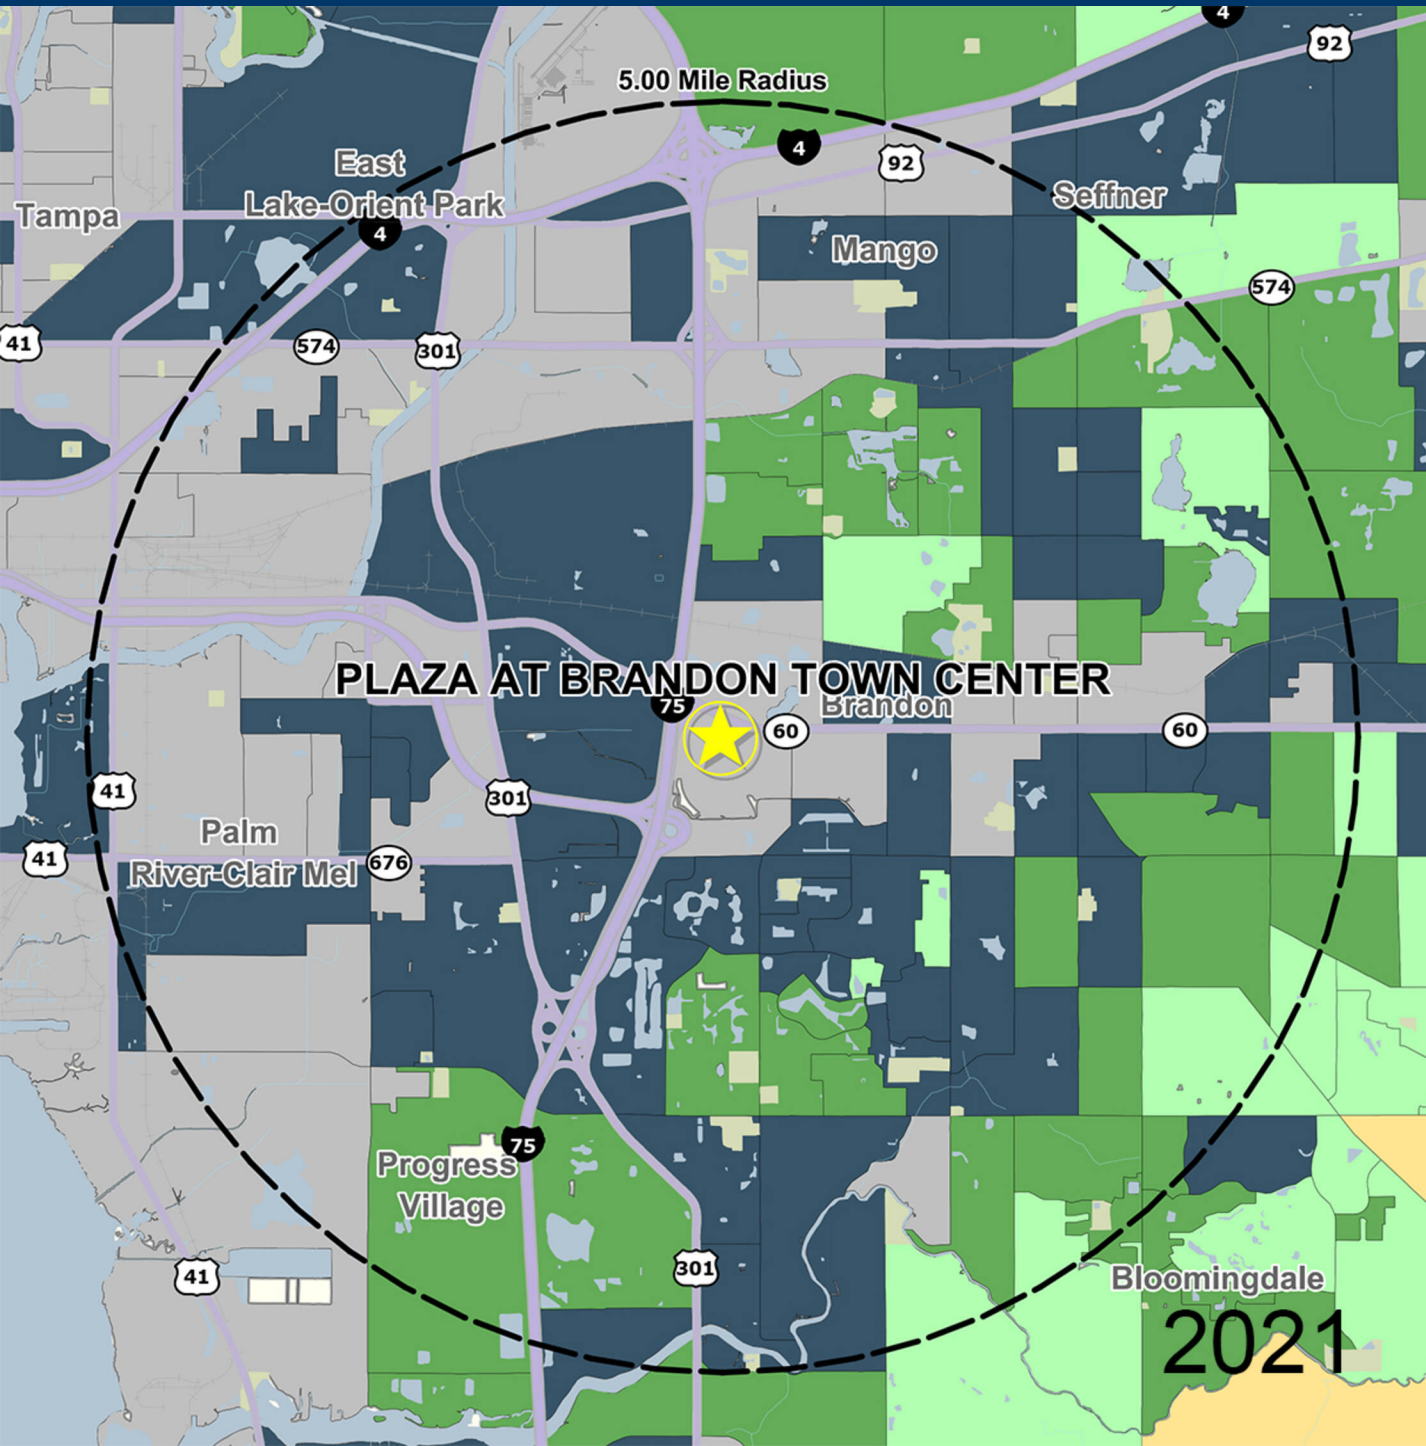 4
92
5.00 Mile Radius
4
92
East
Lake-Orient Park
Seffner
Tampa
4
Mango
574
41
574
301
PLAZA AT BRANDON TOWN CENTER
75
Brandon
60
60
41
301
Palm
River-Clair Mel
41
676
75
Progress
Village
41
301
Bloomingdale
2021